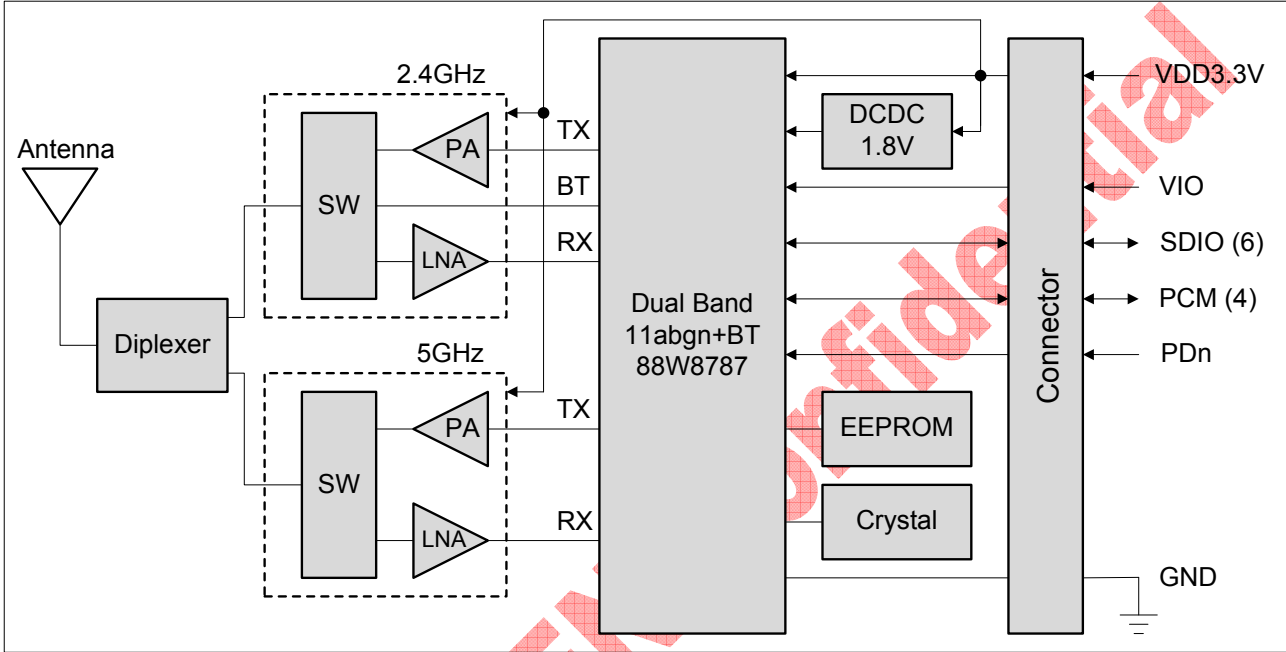 2.4GHz
Antenna
SW
PA
LNA
TX
BT
RX
Diplexer
5GHz
SW
PA
LNA
TX
RX
Dual Band
11abgn+BT
88W8787
DCDC
1.8V
EEPROM
Crystal
Connector
VDD3.3V
VIO
SDIO (6)
PCM (4)
PDn
GND